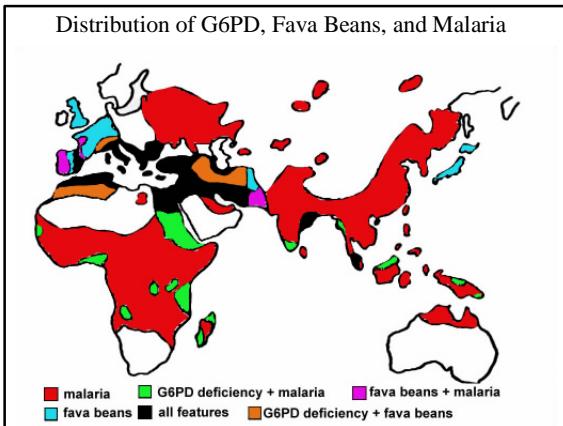 Distribution of G6PD, Fava Beans, and Malaria
malaria G6PD deficiency + malaria fava beans + malaria
fava beans all features G6PD deficiency + fava beans